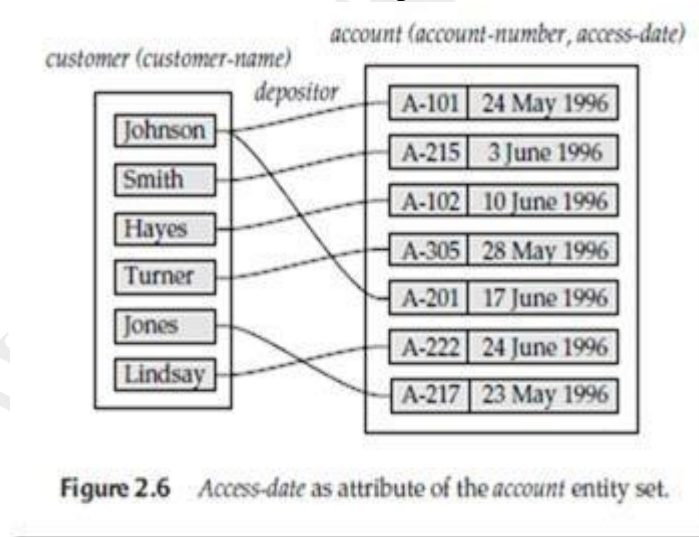 account (account-number, access-date)
customer (customer-name)
depositor
Johnson
Smith
Hayes
Turner
Jones
Lindsay
A-101 24 May 1996
A-215 3 June 1996
A-102 10 June 1996
A-305 28 May 1996
A-201 17 June 1996
A-222 24 June 1996
A-217 23 May 1996
Figure 2.6 Access-date as attribute of the account entity set.